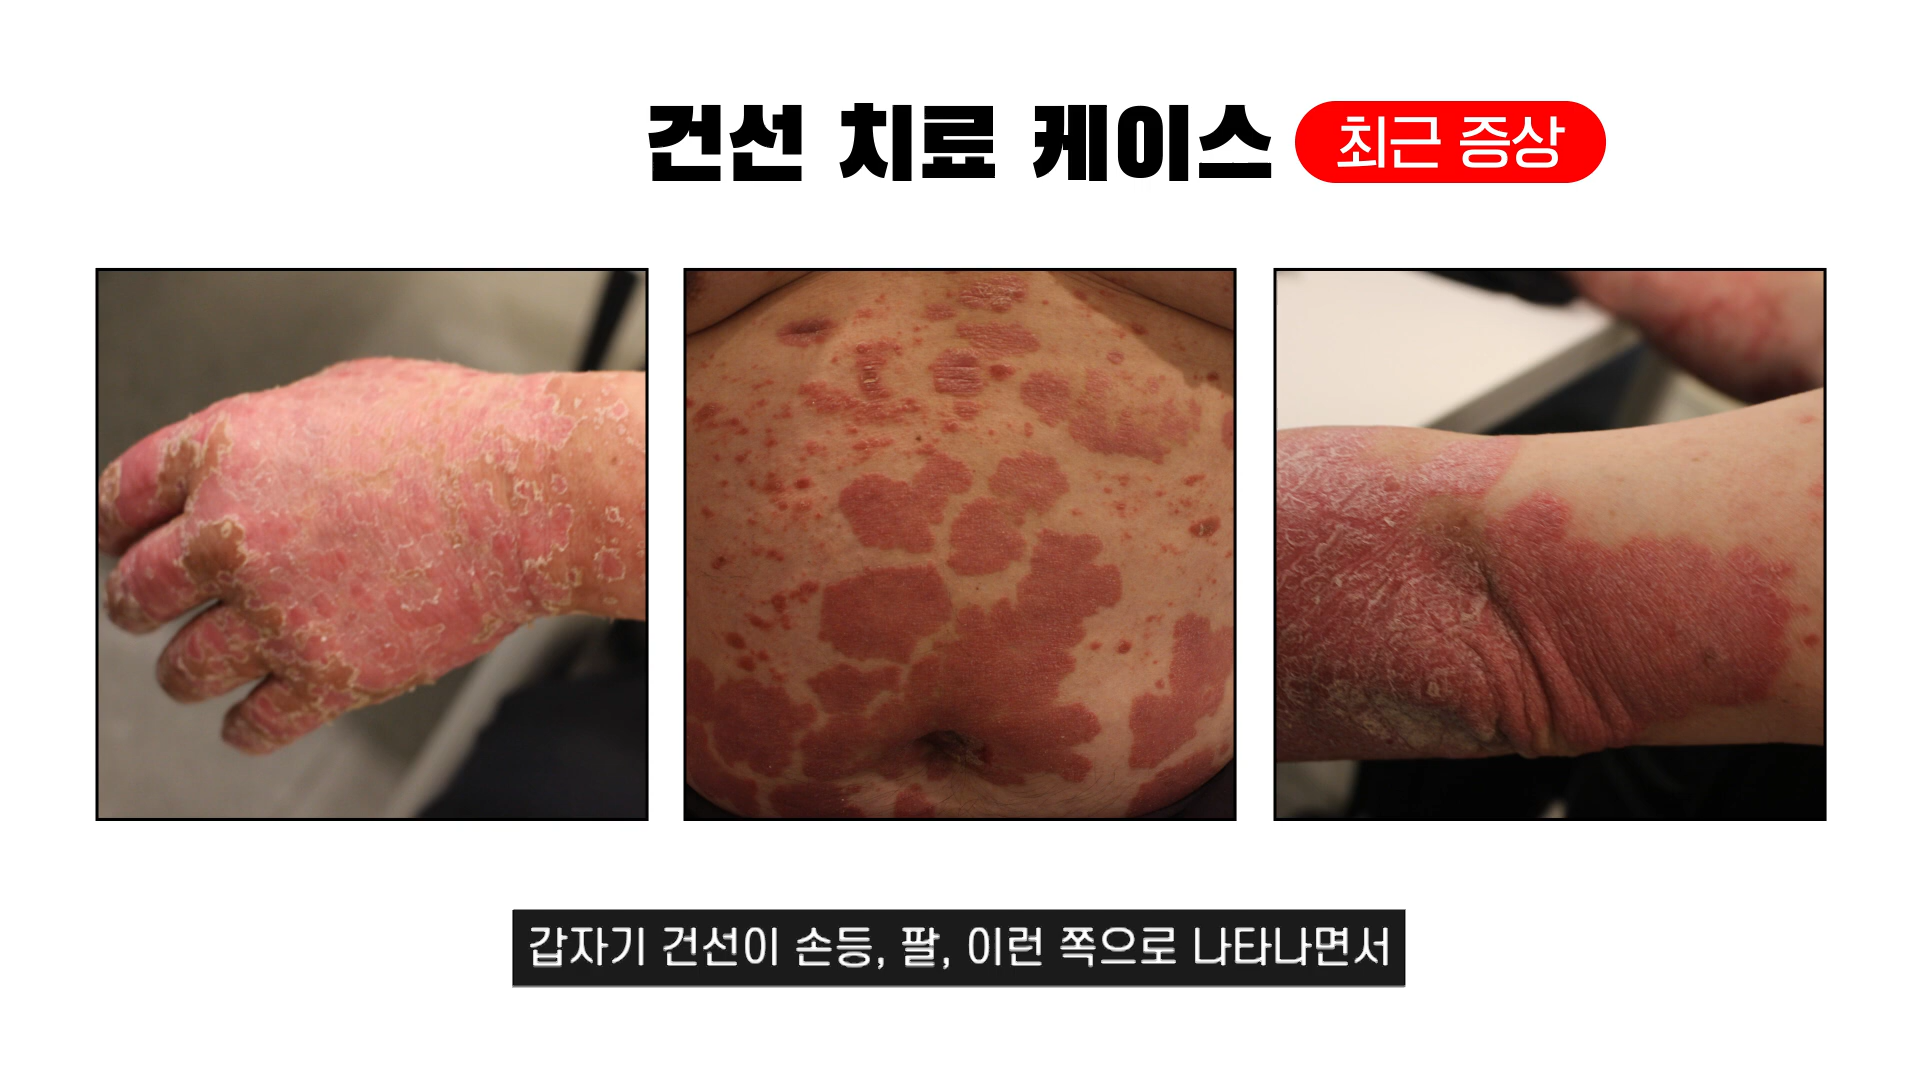 건선 치료 케이스 최근 증상
갑자기 건선이 손등, 팔, 이런 쪽으로 나타나면서